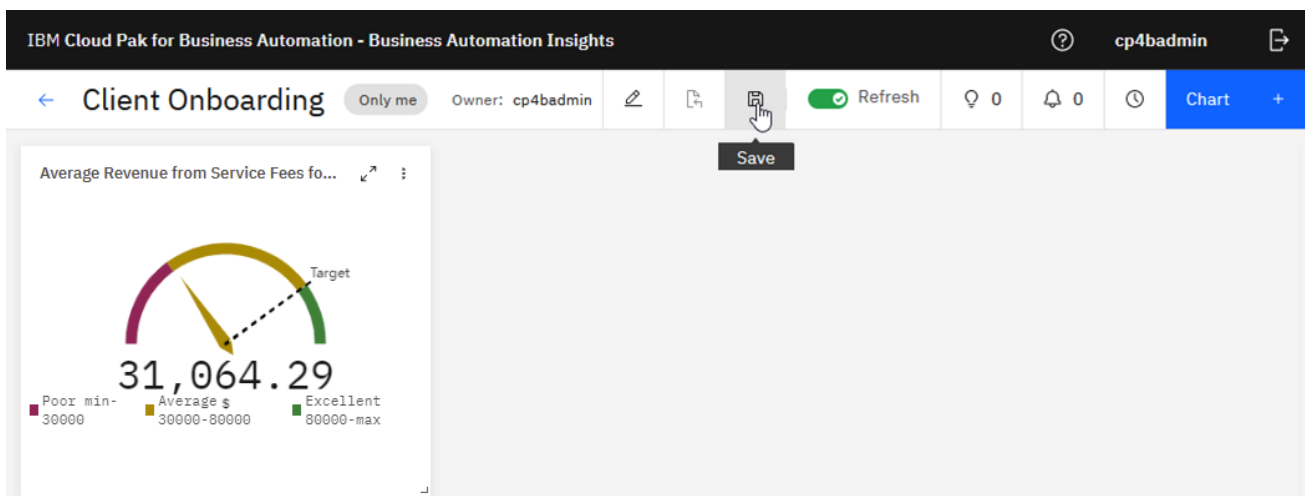 IBM Cloud Pak for Business Automation - Business Automation Insights
cp4badmin
Client Onboarding
Only me
Owner: cp4badmin
Refresh
0
0
Chart +
Save
Average Revenue from Service Fees fo...
Target
31,064.29
$
Poor min-
30000
Average
30000-80000
Excellent
80000-max